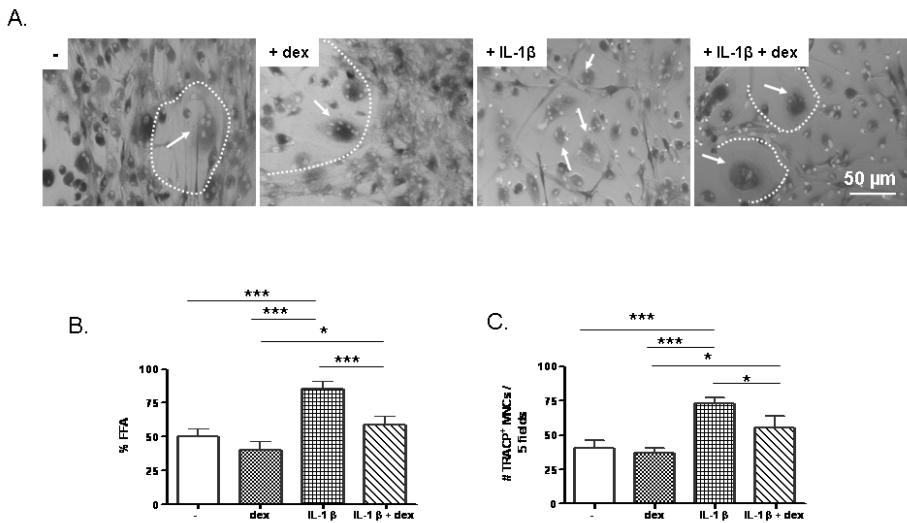 A.
-
+ dex
+ IL-1β
+ IL-1β + dex
50 µm
B.
***
***
*
***
% FFA
100
75
50
25
0
-
dex
IL-1 β
IL-1 β + dex
C.
***
***
*
*
# TRACP⁺ MNCs /
5 fields
100
75
50
25
0
-
dex
IL-1 β
IL-1 β + dex